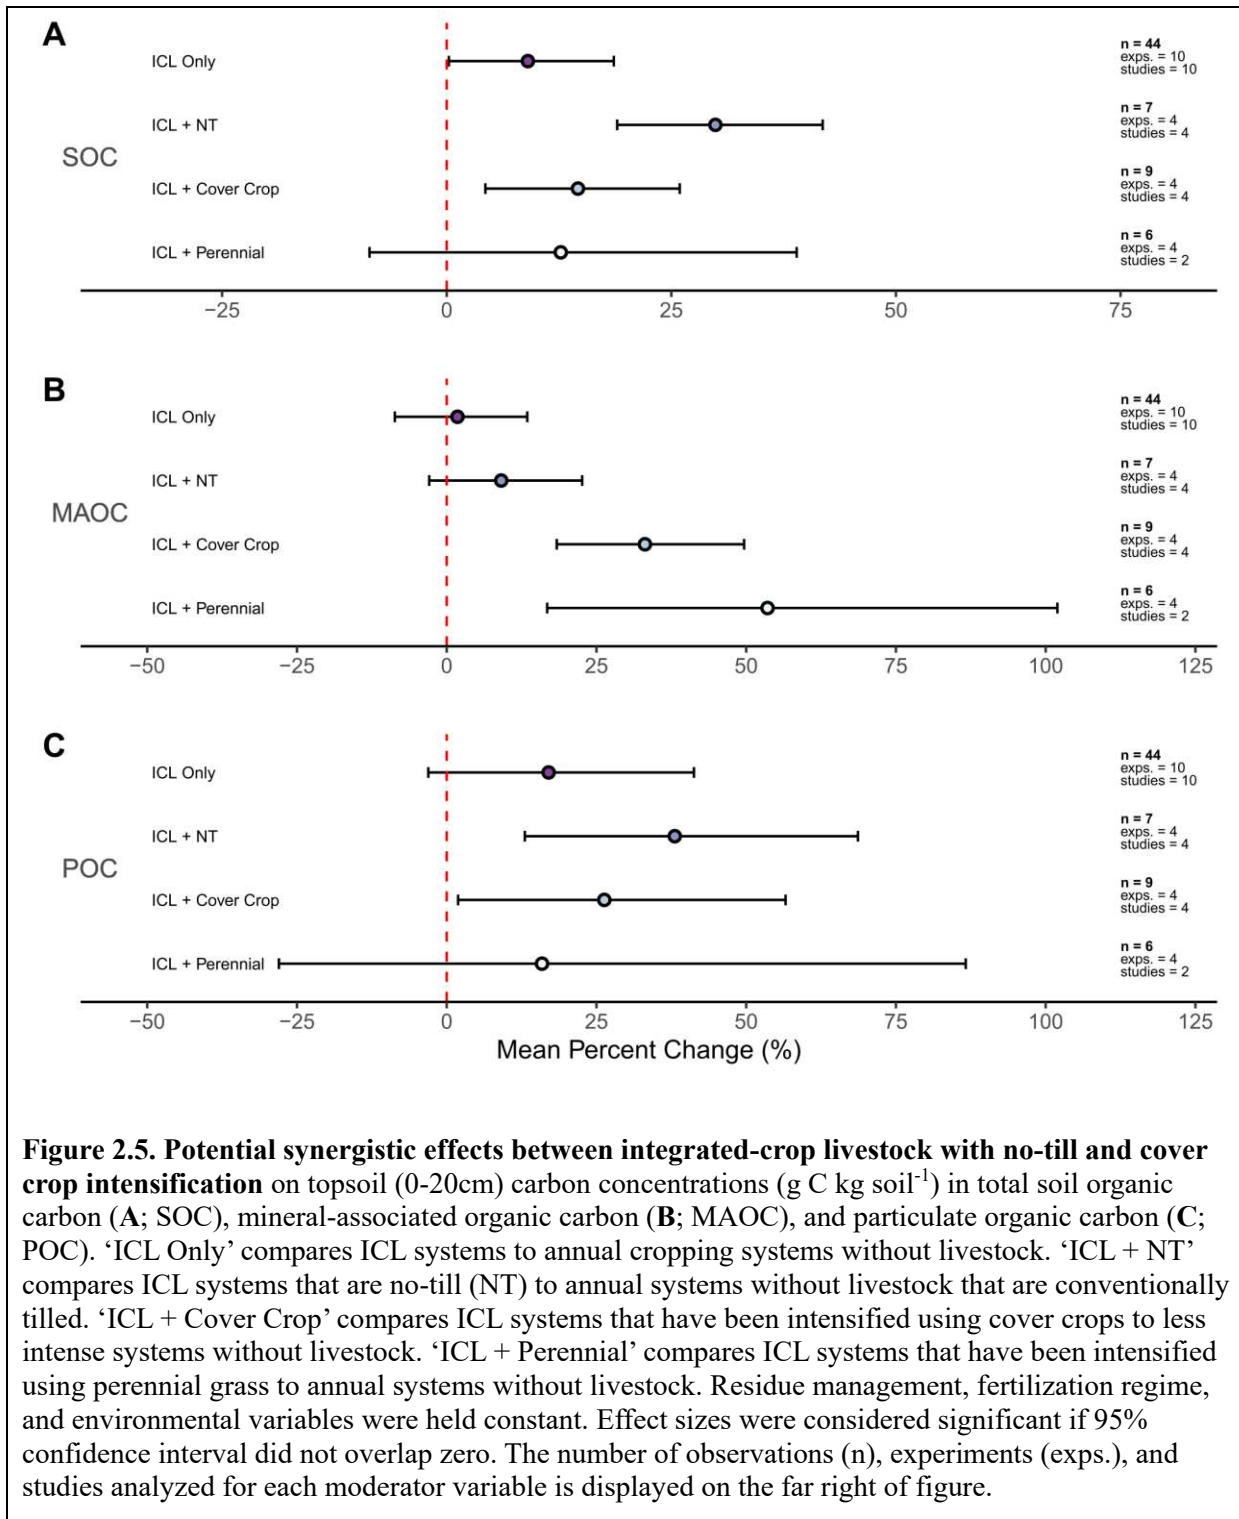 A
ICL Only
n = 44
exps. = 10
studies = 10
ICL + NT
n = 7
exps. = 4
studies = 4
SOC
ICL + Cover Crop
n = 9
exps. = 4
studies = 4
ICL + Perennial
n = 6
exps. = 4
studies = 2
−25 0 25 50 75
B
ICL Only
n = 44
exps. = 10
studies = 10
ICL + NT
n = 7
exps. = 4
studies = 4
MAOC
ICL + Cover Crop
n = 9
exps. = 4
studies = 4
ICL + Perennial
n = 6
exps. = 4
studies = 2
−50 −25 0 25 50 75 100 125
C
ICL Only
n = 44
exps. = 10
studies = 10
ICL + NT
n = 7
exps. = 4
studies = 4
POC
ICL + Cover Crop
n = 9
exps. = 4
studies = 4
ICL + Perennial
n = 6
exps. = 4
studies = 2
−50 −25 0 25 50 75 100 125
Mean Percent Change (%)
Figure 2.5. Potential synergistic effects between integrated-crop livestock with no-till and cover
crop intensification on topsoil (0-20cm) carbon concentrations (g C kg soil⁻¹) in total soil organic
carbon (A; SOC), mineral-associated organic carbon (B; MAOC), and particulate organic carbon (C;
POC). ‘ICL Only’ compares ICL systems to annual cropping systems without livestock. ‘ICL + NT’
compares ICL systems that are no-till (NT) to annual systems without livestock that are conventionally
tilled. ‘ICL + Cover Crop’ compares ICL systems that have been intensified using cover crops to less
intense systems without livestock. ‘ICL + Perennial’ compares ICL systems that have been intensified
using perennial grass to annual systems without livestock. Residue management, fertilization regime,
and environmental variables were held constant. Effect sizes were considered significant if 95%
confidence interval did not overlap zero. The number of observations (n), experiments (exps.), and
studies analyzed for each moderator variable is displayed on the far right of figure.